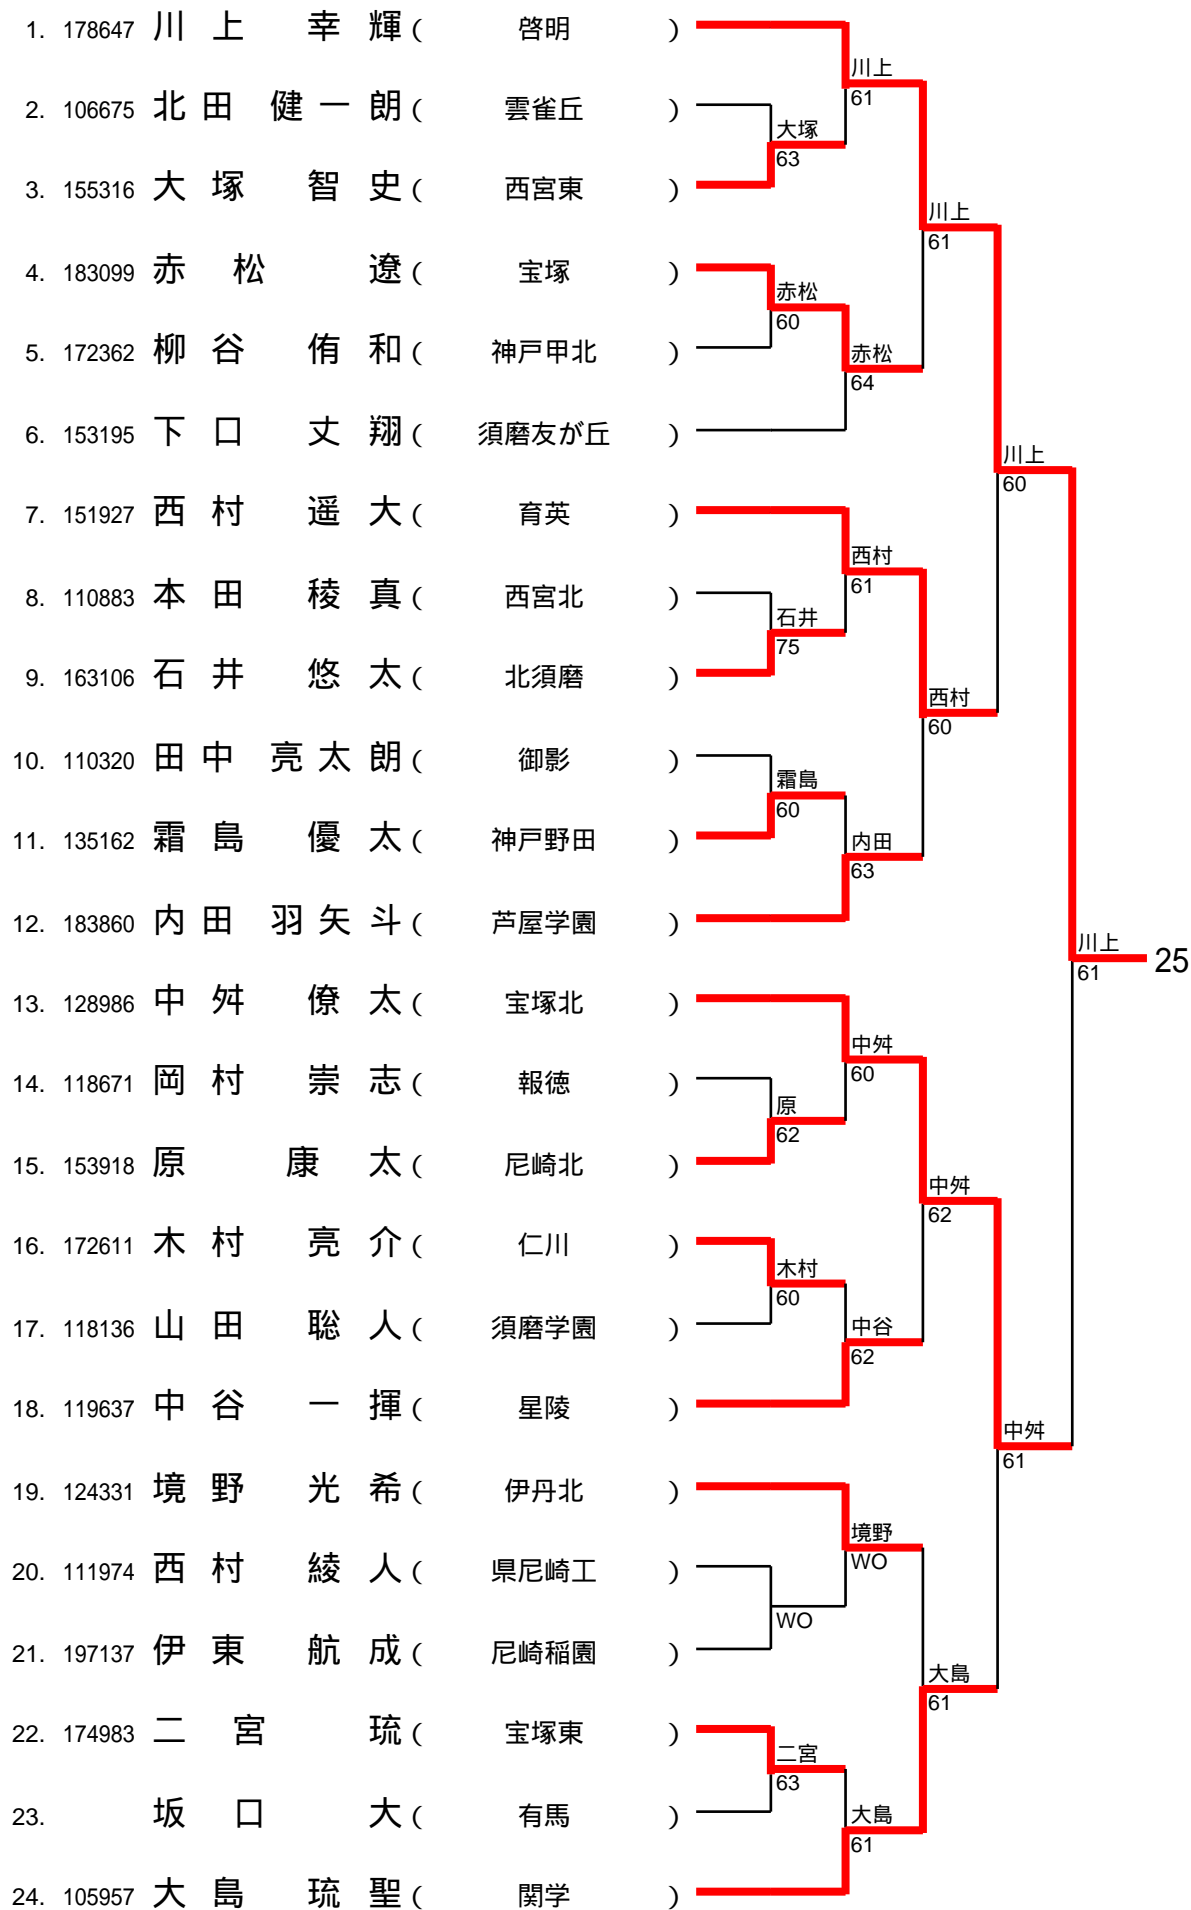 1. 178647 川上 幸輝 ( 啓明 )
川上
61
2. 106675 北田 健一朗 ( 雲雀丘 )
大塚
63
3. 155316 大塚 智史 ( 西宮東 )
川上
61
4. 183099 赤松 遼 ( 宝塚 )
赤松
60
5. 172362 柳谷 侑和 ( 神戸甲北 )
赤松
64
6. 153195 下口 丈翔 ( 須磨友が丘 )
川上
60
7. 151927 西村 遥大 ( 育英 )
西村
61
8. 110883 本田 稜真 ( 西宮北 )
石井
75
9. 163106 石井 悠太 ( 北須磨 )
西村
60
10. 110320 田中 亮太朗 ( 御影 )
霜島
60
11. 135162 霜島 優太 ( 神戸野田 )
内田
63
12. 183860 内田 羽矢斗 ( 芦屋学園 )
川上
61
25
13. 128986 中舛 僚太 ( 宝塚北 )
中舛
60
14. 118671 岡村 崇志 ( 報徳 )
原
62
15. 153918 原 康太 ( 尼崎北 )
中舛
62
16. 172611 木村 亮介 ( 仁川 )
木村
60
17. 118136 山田 聡人 ( 須磨学園 )
中谷
62
18. 119637 中谷 一揮 ( 星陵 )
中舛
61
19. 124331 境野 光希 ( 伊丹北 )
境野
WO
20. 111974 西村 綾人 ( 県尼崎工 )
WO
21. 197137 伊東 航成 ( 尼崎稲園 )
大島
61
22. 174983 二宮 琉 ( 宝塚東 )
二宮
63
23. 坂口 大 ( 有馬 )
大島
61
24. 105957 大島 琉聖 ( 関学 )